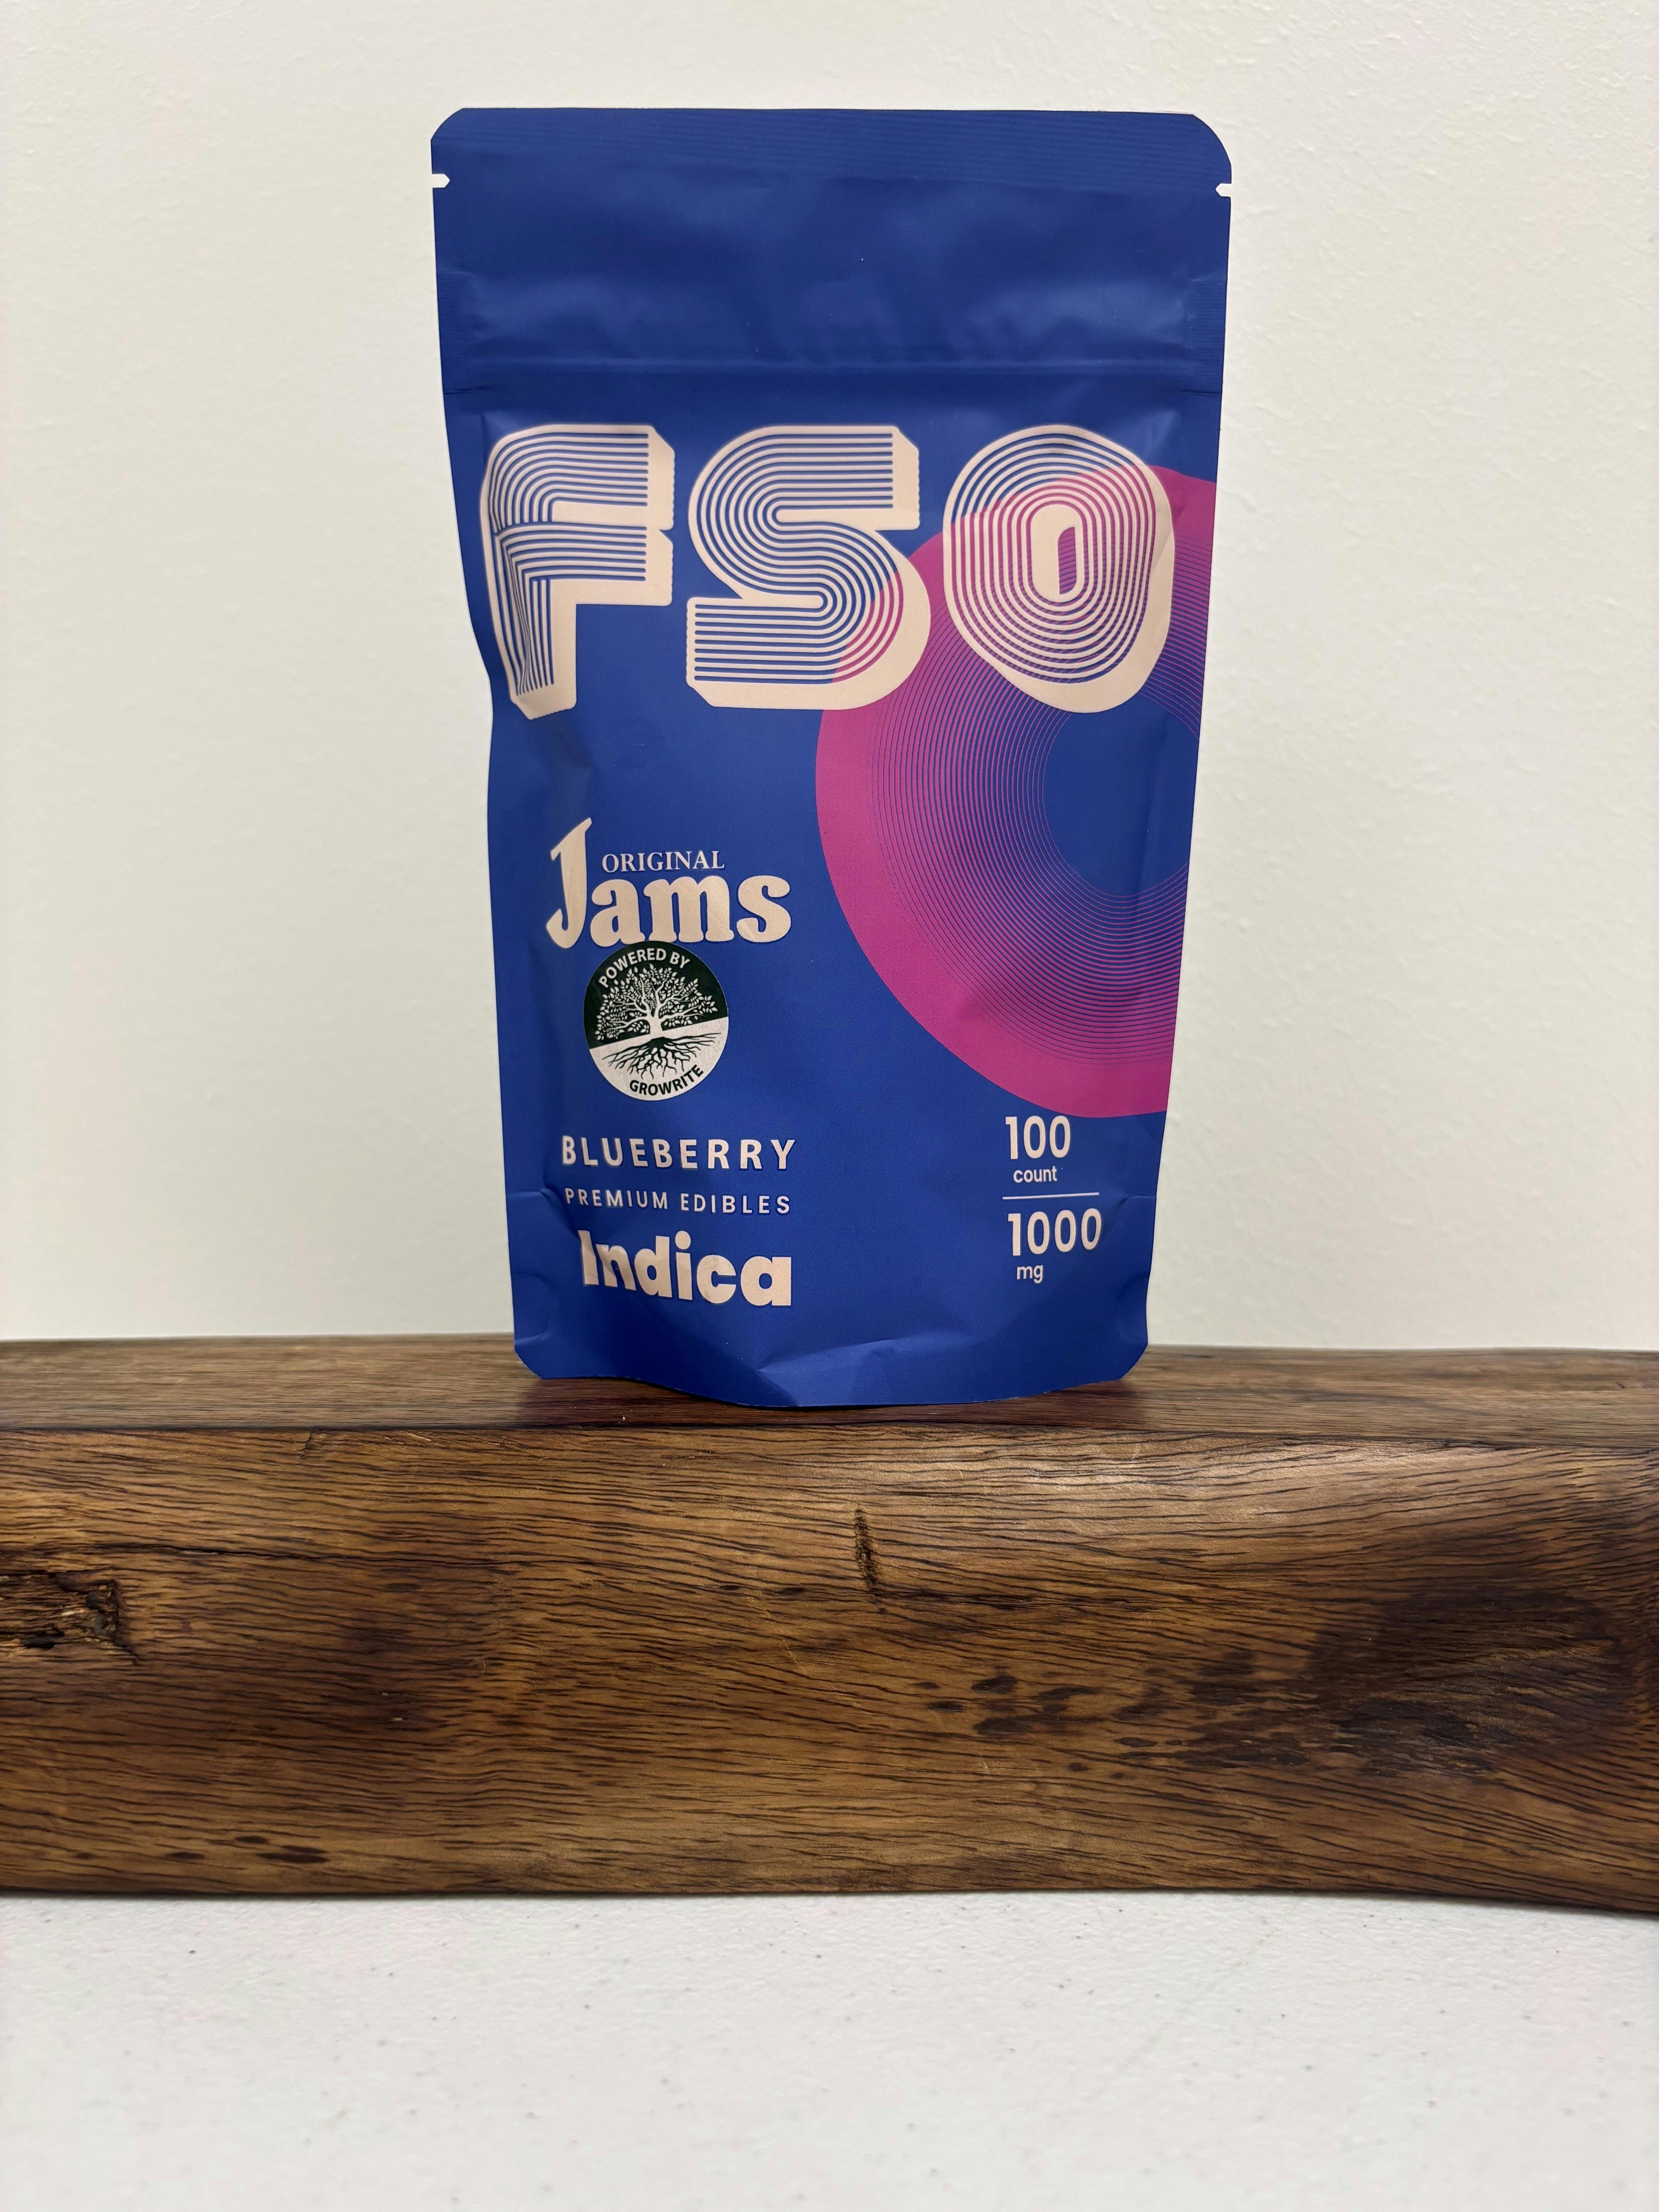 FSO
ORIGINAL
Jams
POWERED BY
GROWRITE
BLUEBERRY
PREMIUM EDIBLES
Indica
100
count
1000
mg